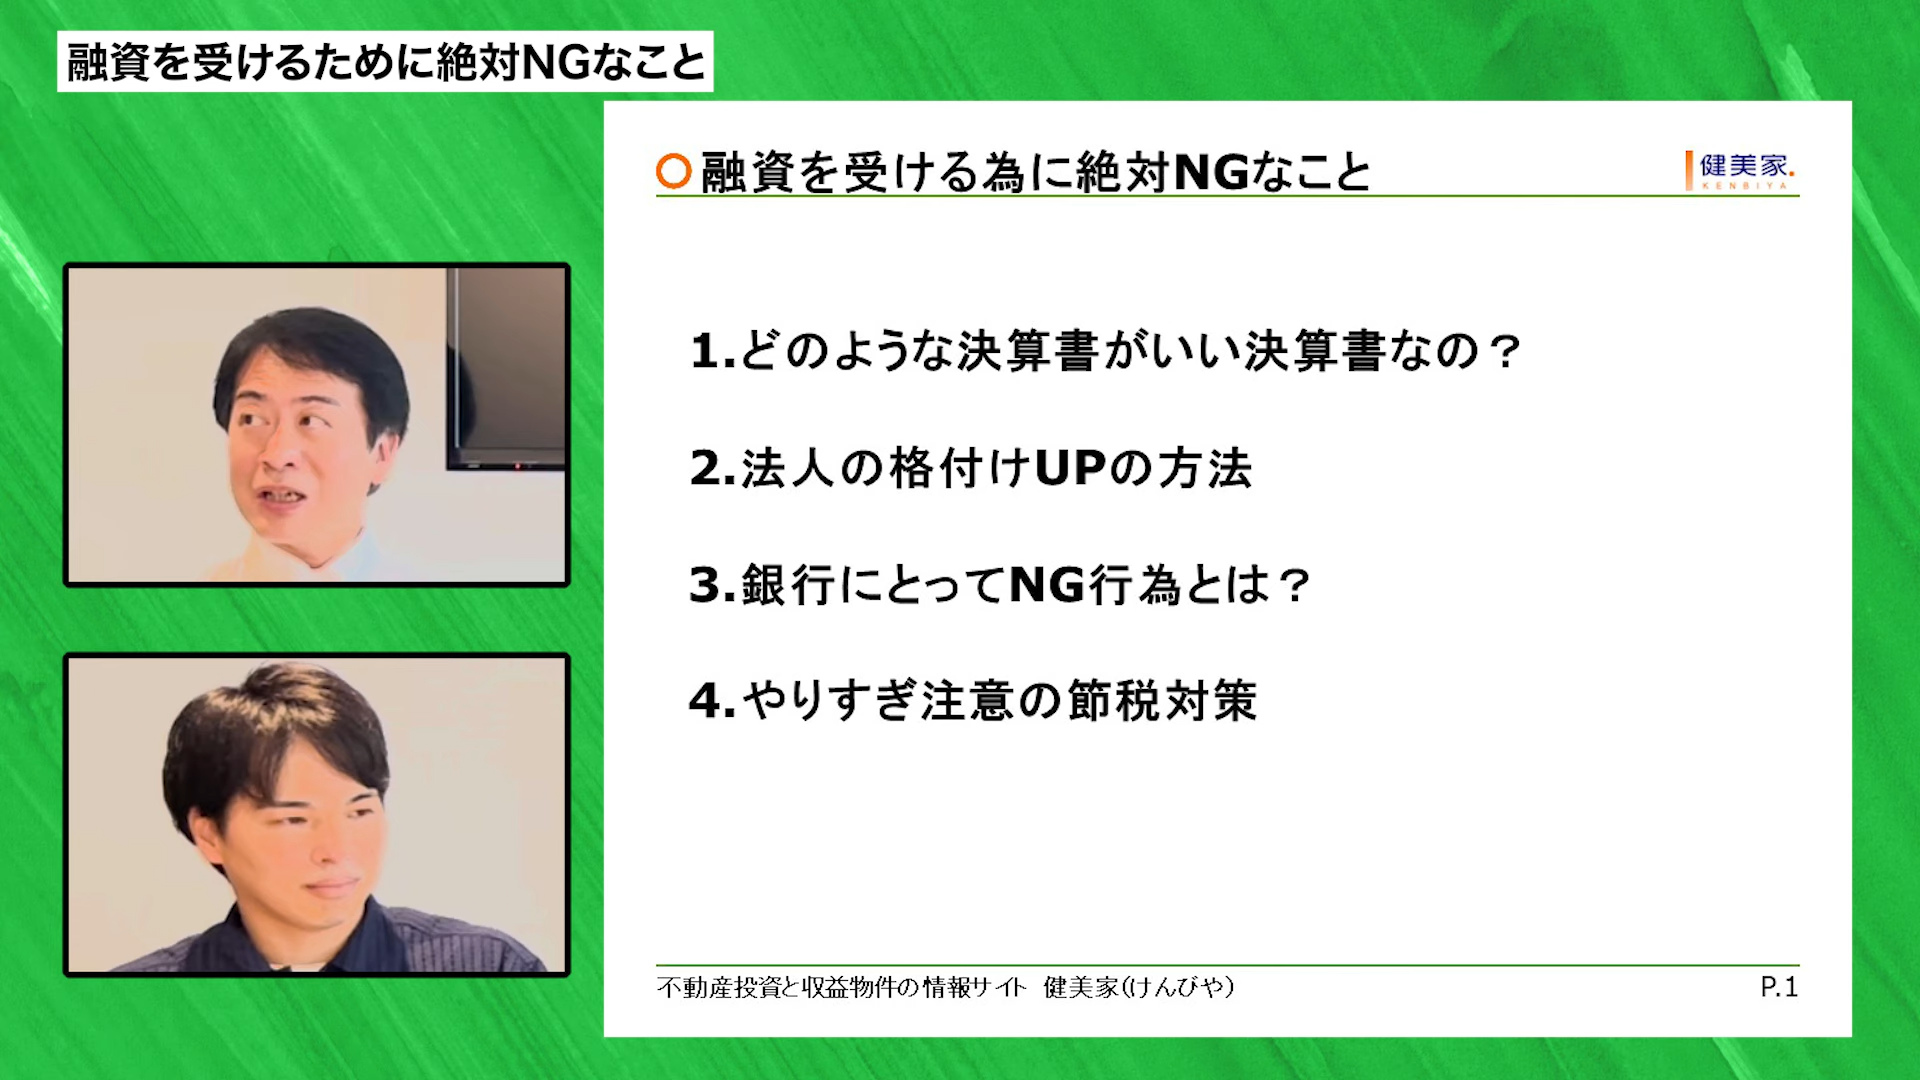 融資を受けるために絶対NGなこと
〇融資を受ける為に絶対NGなこと
健美家.
KENBIYA
1.どのような決算書がいい決算書なの？
2.法人の格付けUPの方法
3.銀行にとってNG行為とは？
4.やりすぎ注意の節税対策
不動産投資と収益物件の情報サイト 健美家(けんびや)
P.1